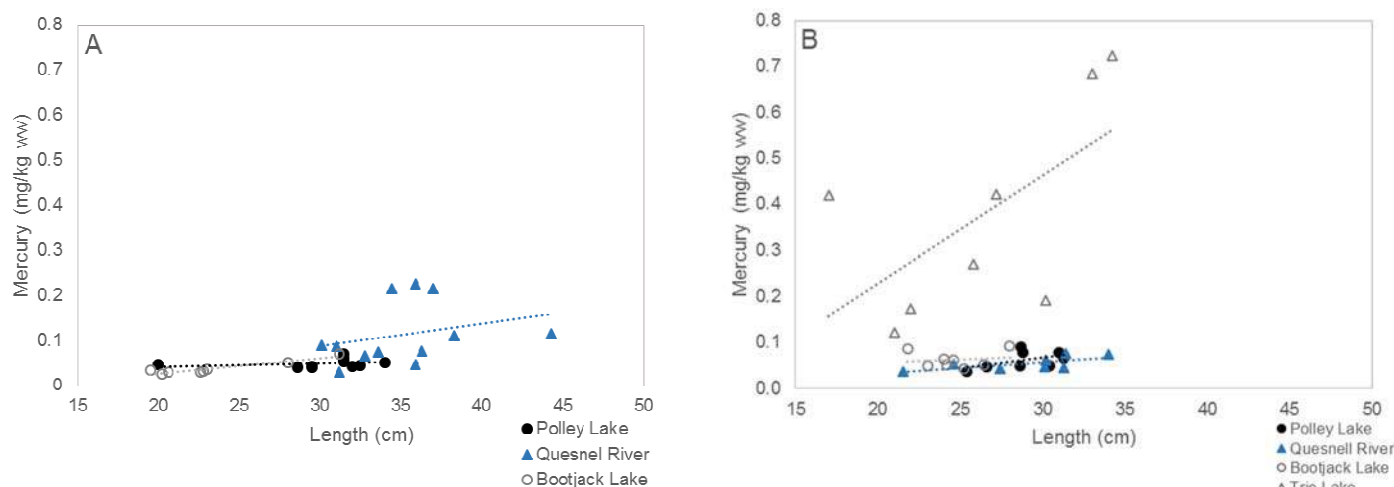 A
Mercury (mg/kg ww)
0.8
0.7
0.6
0.5
0.4
0.3
0.2
0.1
0
15 20 25 30 35 40 45 50
Length (cm)
Polley Lake
Quesnel River
Bootjack Lake
B
Mercury (mg/kg ww)
0.8
0.7
0.6
0.5
0.4
0.3
0.2
0.1
0.0
15 20 25 30 35 40 45 50
Length (cm)
Polley Lake
Quesnell River
Bootjack Lake
Lake